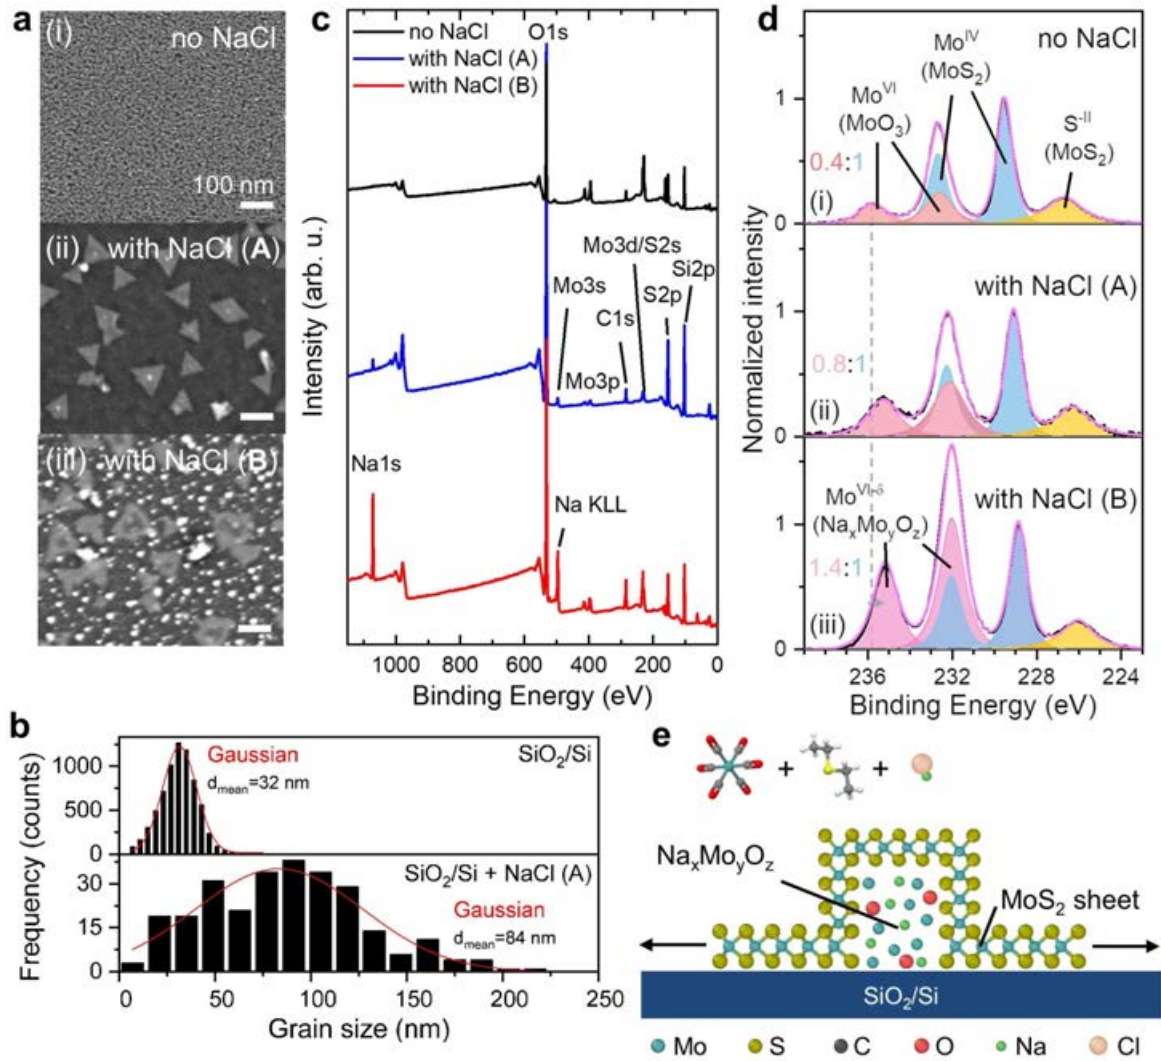 a
(i)
no NaCl
100 nm
(ii) with NaCl (A)
(iii) with NaCl (B)
c
no NaCl
with NaCl (A)
with NaCl (B)
O1s
Mo3d/S2s
Si2p
Mo3s
S2p
C1s
Mo3p
Na1s
Na KLL
Intensity (arb. u.)
1000 800 600 400 200 0
Binding Energy (eV)
d
no NaCl
Mo^IV
(MoS₂)
Mo^VI
(MoO₃)
S^-II
(MoS₂)
1
0.4:1
(i)
0
with NaCl (A)
1
0.8:1
(ii)
0
with NaCl (B)
Mo^VI-δ
(NaₓMoᵧO_z)
1
1.4:1
(iii)
0
Normalized intensity
236 232 228 224
Binding Energy (eV)
b
SiO₂/Si
Gaussian
d_mean=32 nm
1000
500
0
SiO₂/Si + NaCl (A)
Gaussian
d_mean=84 nm
30
15
0
Frequency (counts)
0 50 100 150 200 250
Grain size (nm)
e
+ +
NaₓMoᵧO_z
MoS₂ sheet
SiO₂/Si
Mo S C O Na Cl